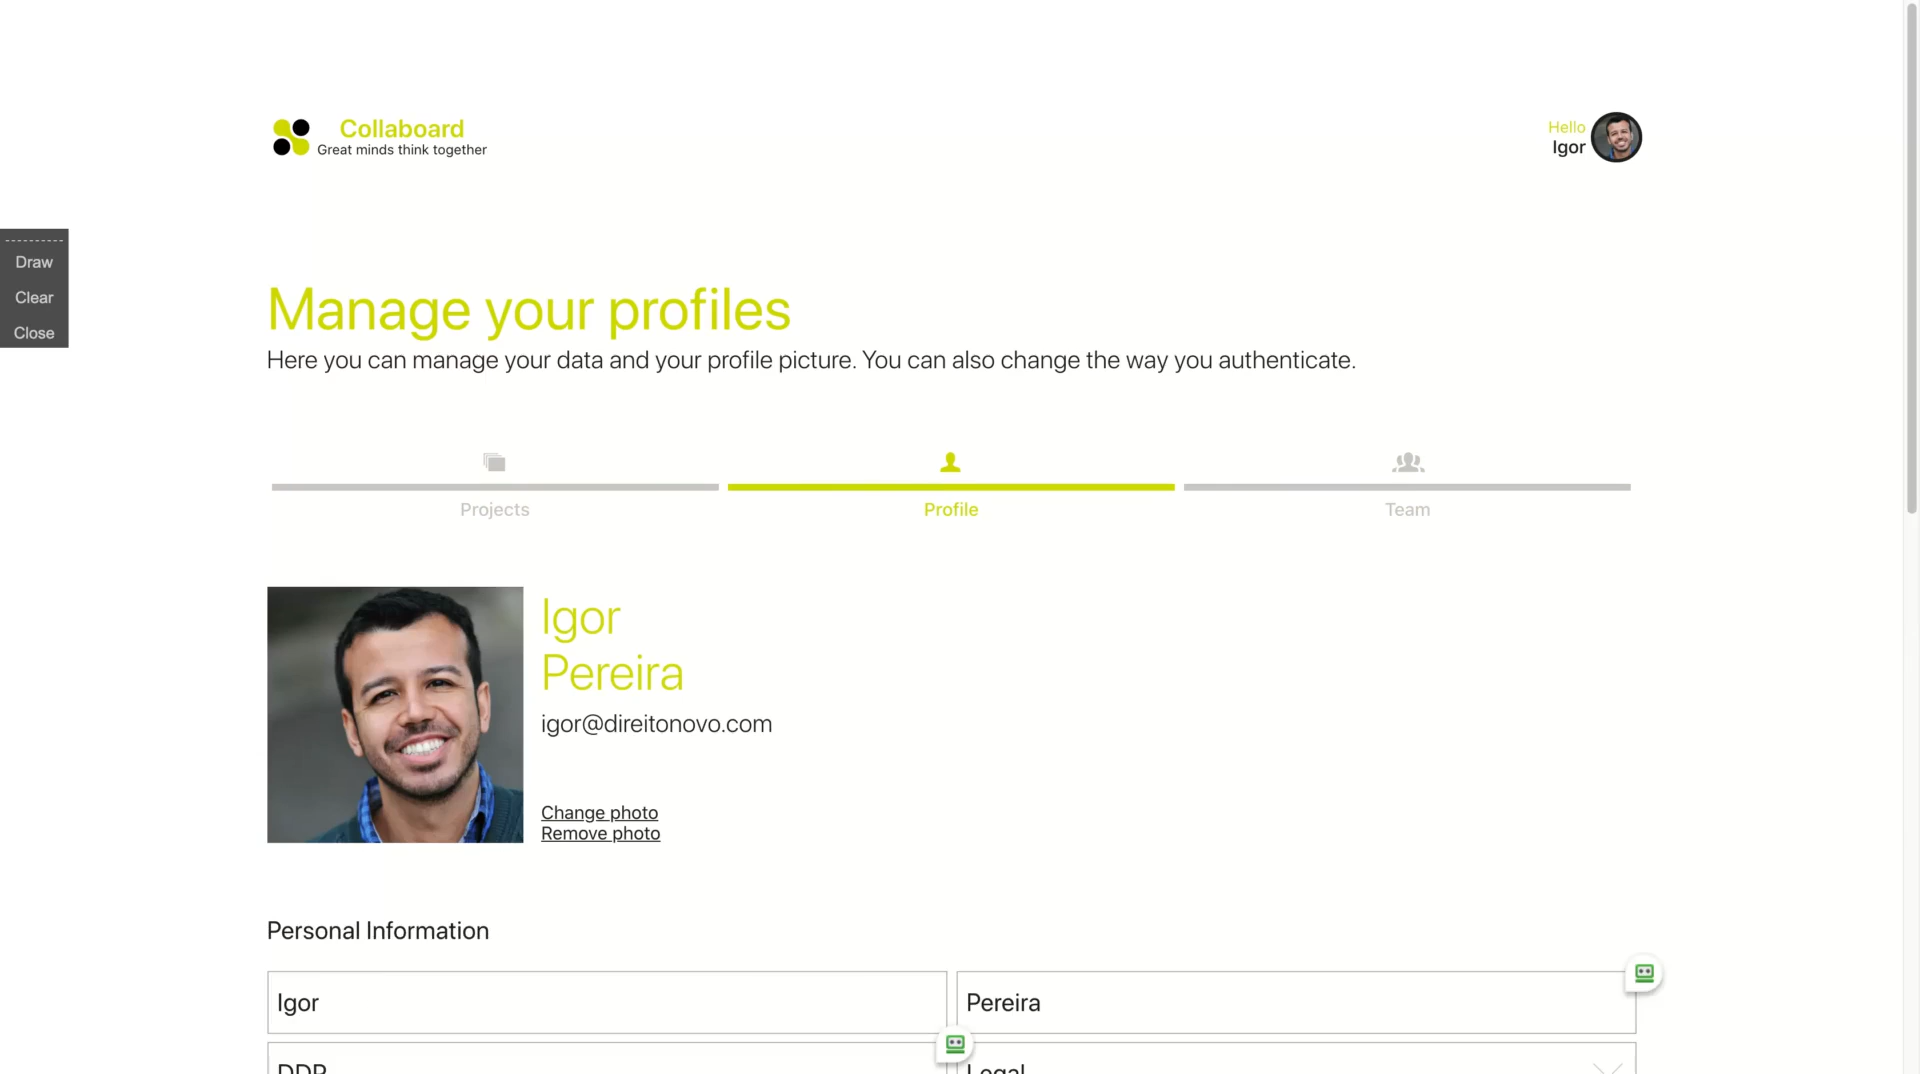 Collaboard
Great minds think together
Hello
Igor
Draw
Clear
Close
Manage your profiles
Here you can manage your data and your profile picture. You can also change the way you authenticate.
Projects
Profile
Team
Igor
Pereira
igor@direitonovo.com
Change photo
Remove photo
Personal Information
Igor
Pereira
DDP
Legal